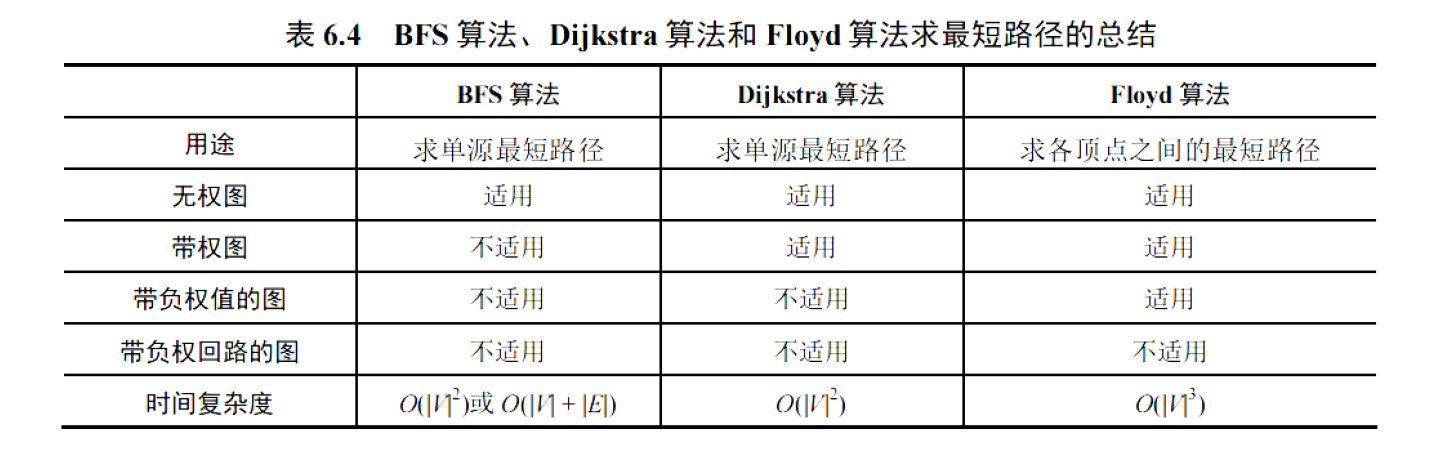 表 6.4 BFS 算法、Dijkstra 算法和 Floyd 算法求最短路径的总结
BFS 算法 Dijkstra 算法 Floyd 算法
用途 求单源最短路径 求单源最短路径 求各顶点之间的最短路径
无权图 适用 适用 适用
带权图 不适用 适用 适用
带负权值的图 不适用 不适用 适用
带负权回路的图 不适用 不适用 不适用
时间复杂度 O(|V|²)或 O(|V| + |E|) O(|V|²) O(|V|³)